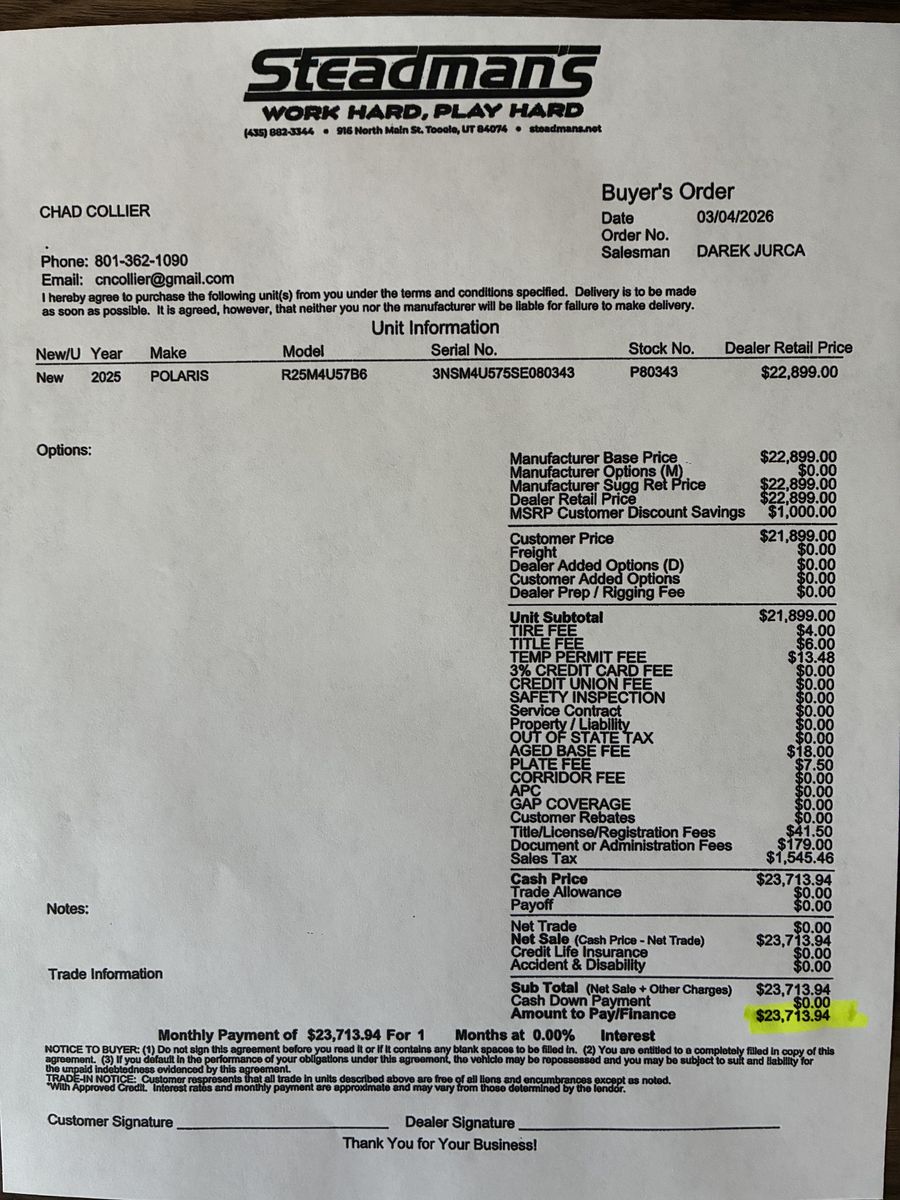 Steadman's
WORK HARD, PLAY HARD
(435) 882-3344 • 916 North Main St. Tooele, UT 84074 • steadmans.net
Buyer's Order
CHAD COLLIER
Date 03/04/2026
Order No.
Salesman DAREK JURCA
.
Phone: 801-362-1090
Email: cncollier@gmail.com
I hereby agree to purchase the following unit(s) from you under the terms and conditions specified. Delivery is to be made
as soon as possible. It is agreed, however, that neither you nor the manufacturer will be liable for failure to make delivery.
Unit Information
New/U Year Make Model Serial No. Stock No. Dealer Retail Price
New 2025 POLARIS R25M4U57B6 3NSM4U575SE080343 P80343 $22,899.00
Options:
Manufacturer Base Price $22,899.00
Manufacturer Options (M) $0.00
Manufacturer Sugg Ret Price $22,899.00
Dealer Retail Price $22,899.00
MSRP Customer Discount Savings $1,000.00
Customer Price $21,899.00
Freight $0.00
Dealer Added Options (D) $0.00
Customer Added Options $0.00
Dealer Prep / Rigging Fee $0.00
Unit Subtotal $21,899.00
TIRE FEE $4.00
TITLE FEE $6.00
TEMP PERMIT FEE $13.48
3% CREDIT CARD FEE $0.00
CREDIT UNION FEE $0.00
SAFETY INSPECTION $0.00
Service Contract $0.00
Property / Liability $0.00
OUT OF STATE TAX $0.00
AGED BASE FEE $18.00
PLATE FEE $7.50
CORRIDOR FEE $0.00
APC $0.00
GAP COVERAGE $0.00
Customer Rebates $0.00
Title/License/Registration Fees $41.50
Document or Administration Fees $179.00
Sales Tax $1,545.46
Cash Price $23,713.94
Trade Allowance $0.00
Payoff $0.00
Notes:
Net Trade $0.00
Net Sale (Cash Price - Net Trade) $23,713.94
Credit Life Insurance $0.00
Accident & Disability $0.00
Trade Information
Sub Total (Net Sale + Other Charges) $23,713.94
Cash Down Payment $0.00
Amount to Pay/Finance $23,713.94
Monthly Payment of $23,713.94 For 1 Months at 0.00% Interest
NOTICE TO BUYER: (1) Do not sign this agreement before you read it or if it contains any blank spaces to be filled in. (2) You are entitled to a completely filled in copy of this
agreement. (3) If you default in the performance of your obligations under this agreement, the vehicle may be repossessed and you may be subject to suit and liability for
the unpaid indebtedness evidenced by this agreement.
TRADE-IN NOTICE: Customer respresents that all trade in units described above are free of all liens and encumbrances except as noted.
*With Approved Credit. Interest rates and monthly payment are approximate and may vary from those determined by the lendor.
Customer Signature Dealer Signature
Thank You for Your Business!